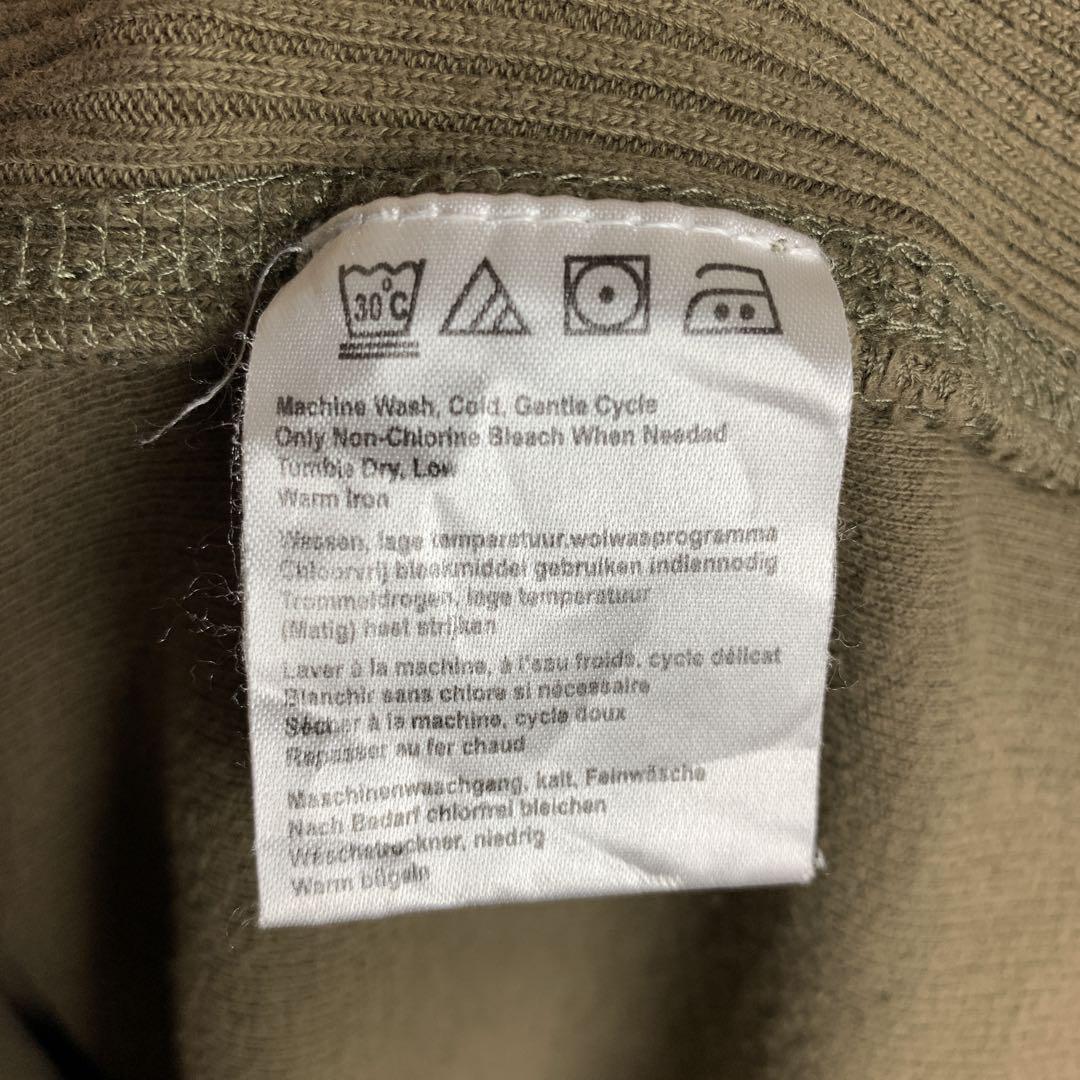 30°C
Machine Wash, Cold, Gentle Cycle
Only Non-Chlorine Bleach When Needed
Tumble Dry, Low
Warm Iron
Wassen, lage temperatuur,wolwasprogramma
Chloorvrij bleekmiddel gebruiken indiennodig
Trommeldrogen, lage temperatuur
(Matig) heet strijken
Laver à la machine, à l'eau froide, cycle délicat
Blanchir sans chlore si nécessaire
Sécher à la machine, cycle doux
Repasser au fer chaud
Maschinenwaschgang, kalt, Feinwäsche
Nach Bedarf chlorfrei bleichen
Wäschetrockner, niedrig
Warm bügeln